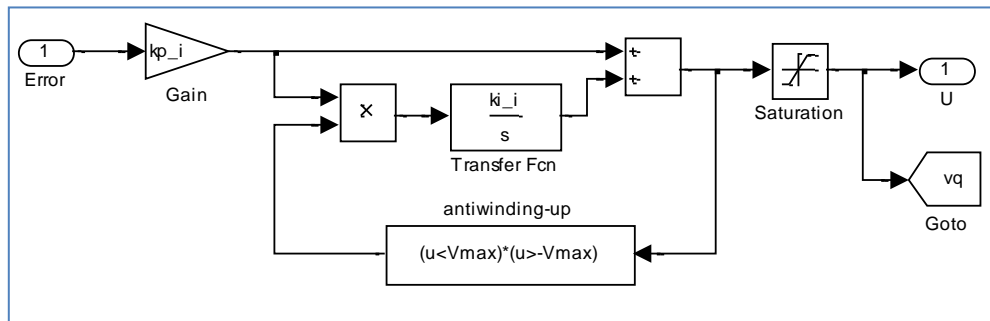 1
Error
kp_i
Gain
x
ki_i
s
Transfer Fcn
+
+
Saturation
1
U
vq
Goto
antiwinding-up
(u<Vmax)*(u>-Vmax)